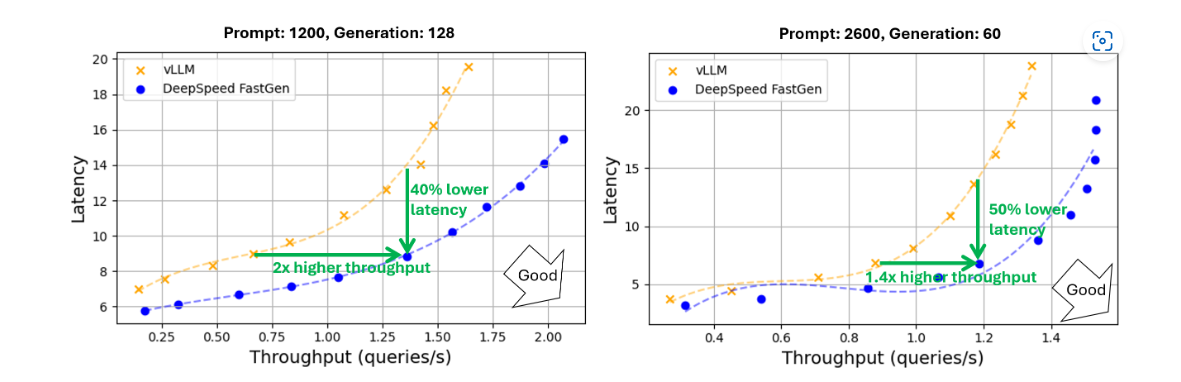 Prompt: 1200, Generation: 128
vLLM
DeepSpeed FastGen
Latency
20
18
16
14
12
10
8
6
40% lower
latency
2x higher throughput
Good
0.25
0.50
0.75
1.00
1.25
1.50
1.75
2.00
Throughput (queries/s)
Prompt: 2600, Generation: 60
vLLM
DeepSpeed FastGen
Latency
20
15
10
5
50% lower
latency
1.4x higher throughput
Good
0.4
0.6
0.8
1.0
1.2
1.4
Throughput (queries/s)